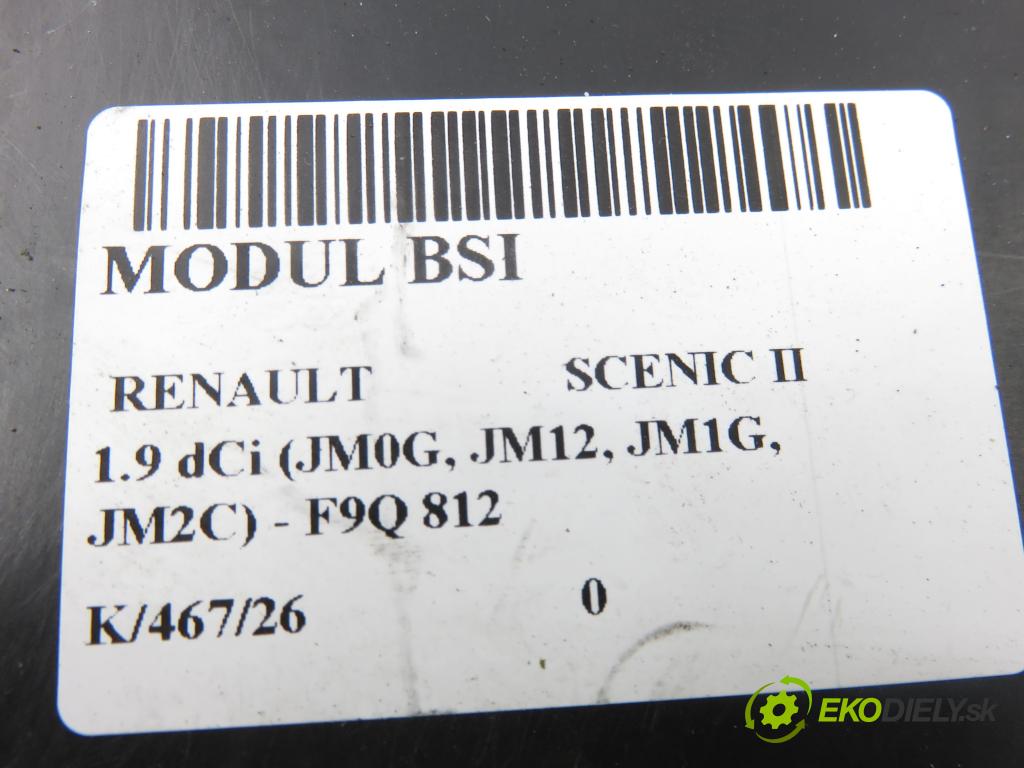 MODUL BSI
RENAULT SCENIC II
1.9 dCi (JM0G, JM12, JM1G,
JM2C) - F9Q 812
K/467/26 0
EKODIELY.sk